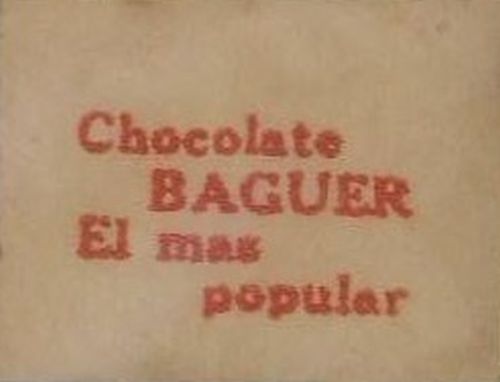 Chocolate
BAGUER
El mas
popular